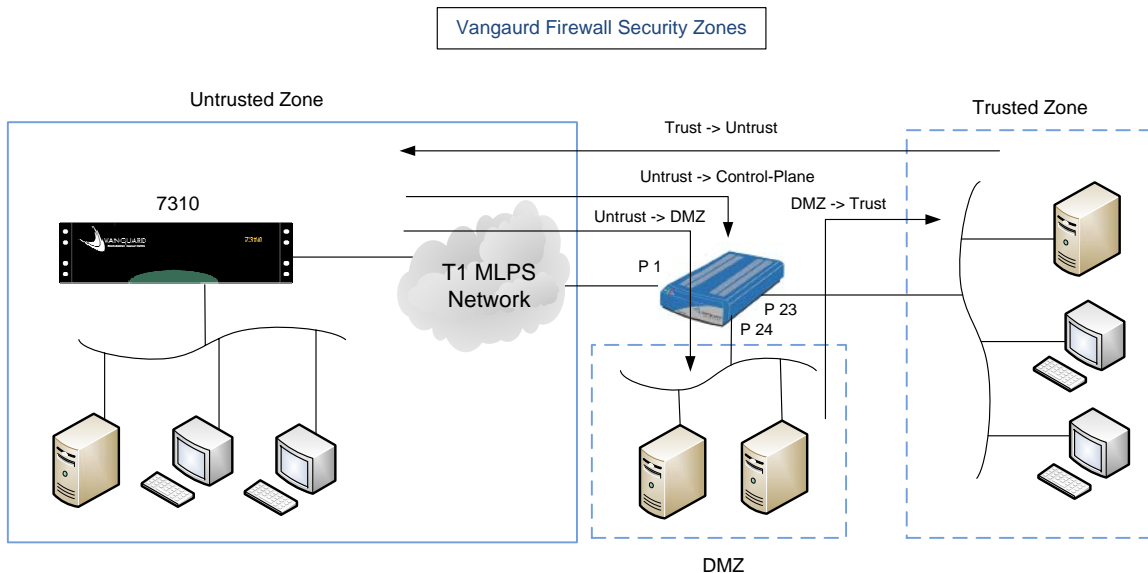 Vangaurd Firewall Security Zones
Untrusted Zone
Trusted Zone
Trust -> Untrust
Untrust -> Control-Plane
7310
Untrust -> DMZ
DMZ -> Trust
VANGUARD
7310
T1 MLPS
Network
P 1
P 23
P 24
DMZ